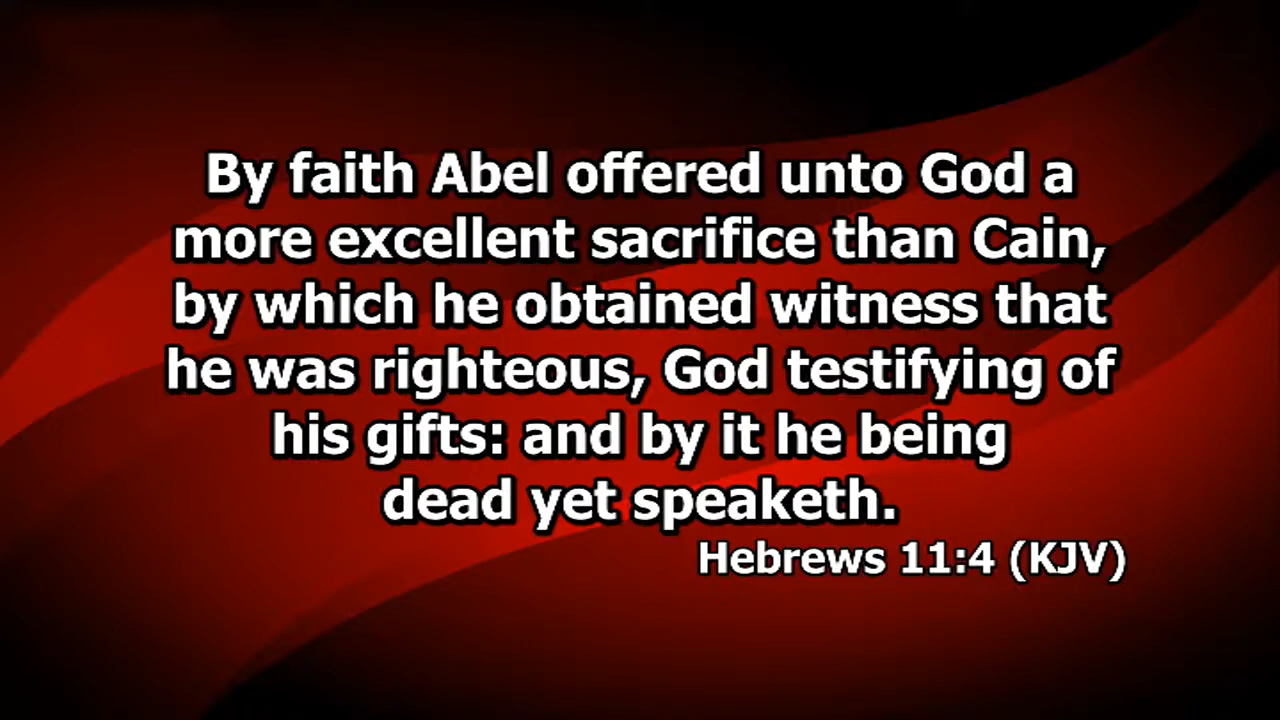 By faith Abel offered unto God a
more excellent sacrifice than Cain,
by which he obtained witness that
he was righteous, God testifying of
his gifts: and by it he being
dead yet speaketh.
Hebrews 11:4 (KJV)